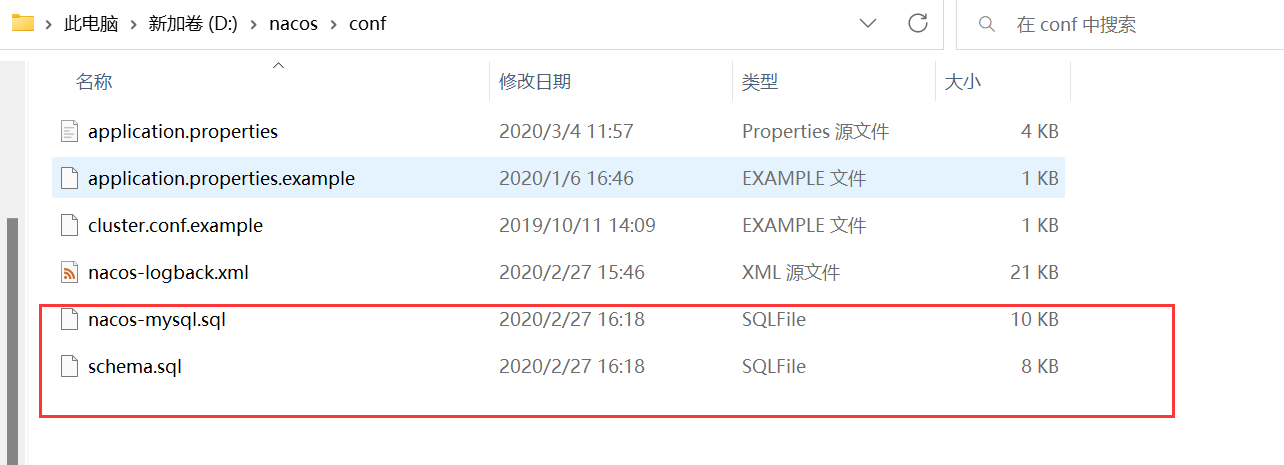 此电脑 > 新加卷 (D:) > nacos > conf
在 conf 中搜索
名称 修改日期 类型 大小
application.properties 2020/3/4 11:57 Properties 源文件 4 KB
application.properties.example 2020/1/6 16:46 EXAMPLE 文件 1 KB
cluster.conf.example 2019/10/11 14:09 EXAMPLE 文件 1 KB
nacos-logback.xml 2020/2/27 15:46 XML 源文件 21 KB
nacos-mysql.sql 2020/2/27 16:18 SQLFile 10 KB
schema.sql 2020/2/27 16:18 SQLFile 8 KB